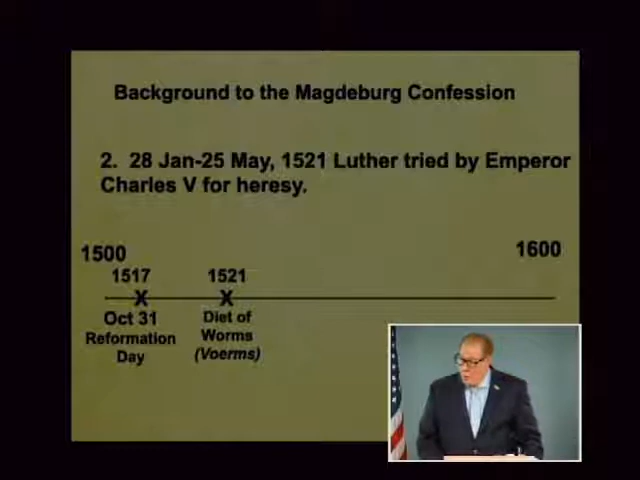 Background to the Magdeburg Confession
2. 28 Jan-25 May, 1521 Luther tried by Emperor
Charles V for heresy.
1500
1600
1517
1521
X
X
Oct 31
Reformation
Day
Diet of
Worms
(Voerms)